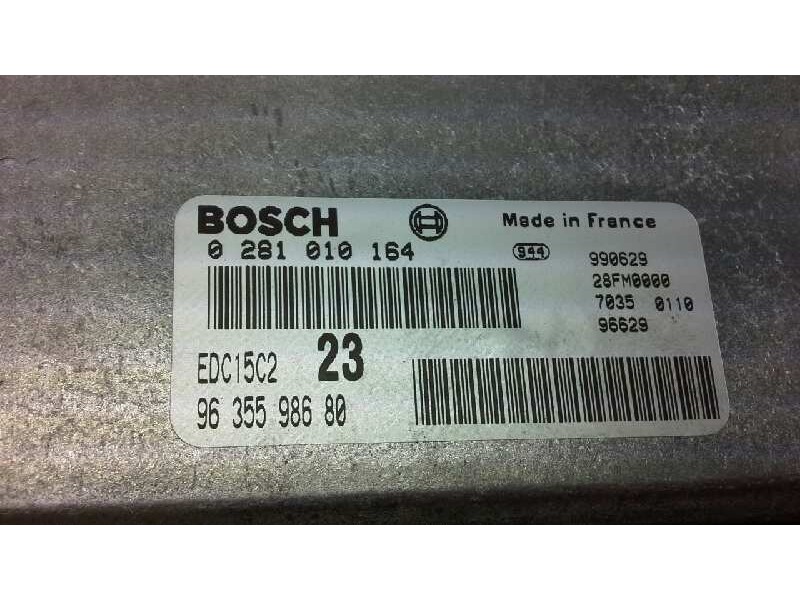 BOSCH Made in France
0 281 010 164 944 990629
28FM0000
7035 0110
96629
EDC15C2 23
96 355 986 80